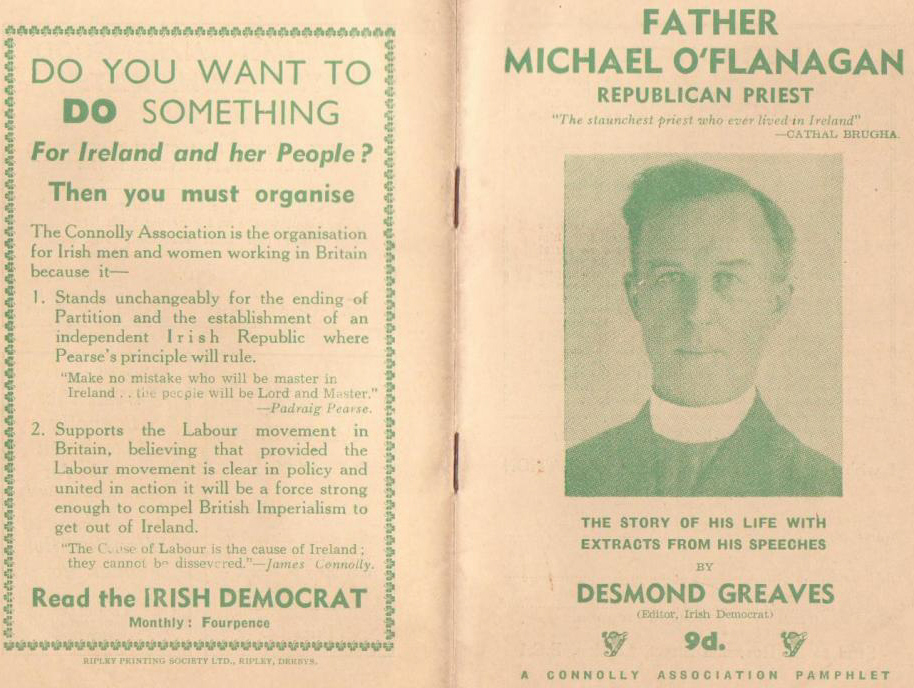 DO YOU WANT TO
DO SOMETHING
For Ireland and her People?
Then you must organise
The Connolly Association is the organisation
for Irish men and women working in Britain
because it—
1. Stands unchangeably for the ending of
Partition and the establishment of an
independent Irish Republic where
Pearse's principle will rule.
"Make no mistake who will be master in
Ireland . . the people will be Lord and Master."
—Padraig Pearse.
2. Supports the Labour movement in
Britain, believing that provided the
Labour movement is clear in policy and
united in action it will be a force strong
enough to compel British Imperialism to
get out of Ireland.
"The Cause of Labour is the cause of Ireland ;
they cannot be dissevered."—James Connolly.
Read the IRISH DEMOCRAT
Monthly : Fourpence
RIPLEY PRINTING SOCIETY LTD., RIPLEY, DERBYS.
FATHER
MICHAEL O'FLANAGAN
REPUBLICAN PRIEST
"The staunchest priest who ever lived in Ireland"
—CATHAL BRUGHA.
THE STORY OF HIS LIFE WITH
EXTRACTS FROM HIS SPEECHES
BY
DESMOND GREAVES
(Editor, Irish Democrat)
9d.
A CONNOLLY ASSOCIATION PAMPHLET